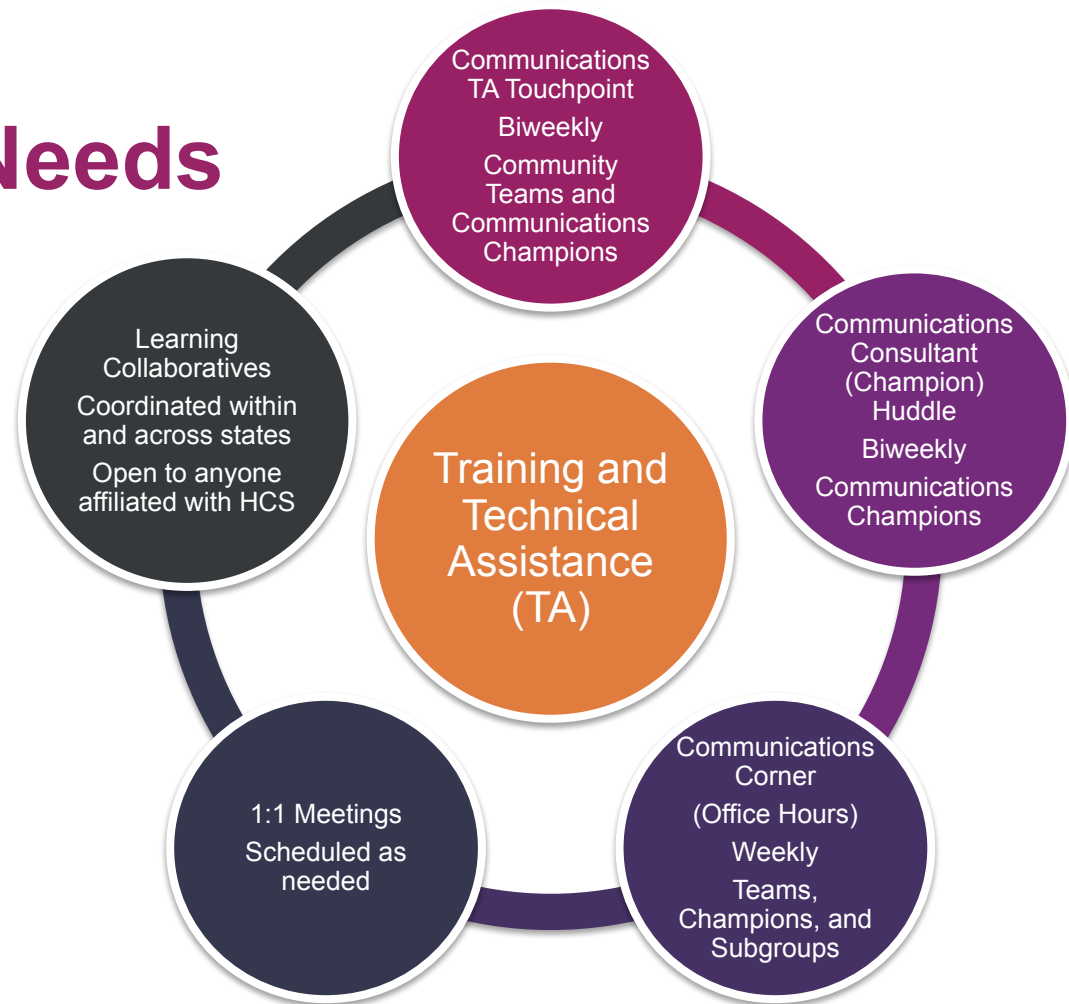 Needs
Communications
TA Touchpoint
Biweekly
Community
Teams and
Communications
Champions
Communications
Consultant
(Champion)
Huddle
Biweekly
Communications
Champions
Communications
Corner
(Office Hours)
Weekly
Teams,
Champions, and
Subgroups
1:1 Meetings
Scheduled as
needed
Learning
Collaboratives
Coordinated within
and across states
Open to anyone
affiliated with HCS
Training and
Technical
Assistance
(TA)